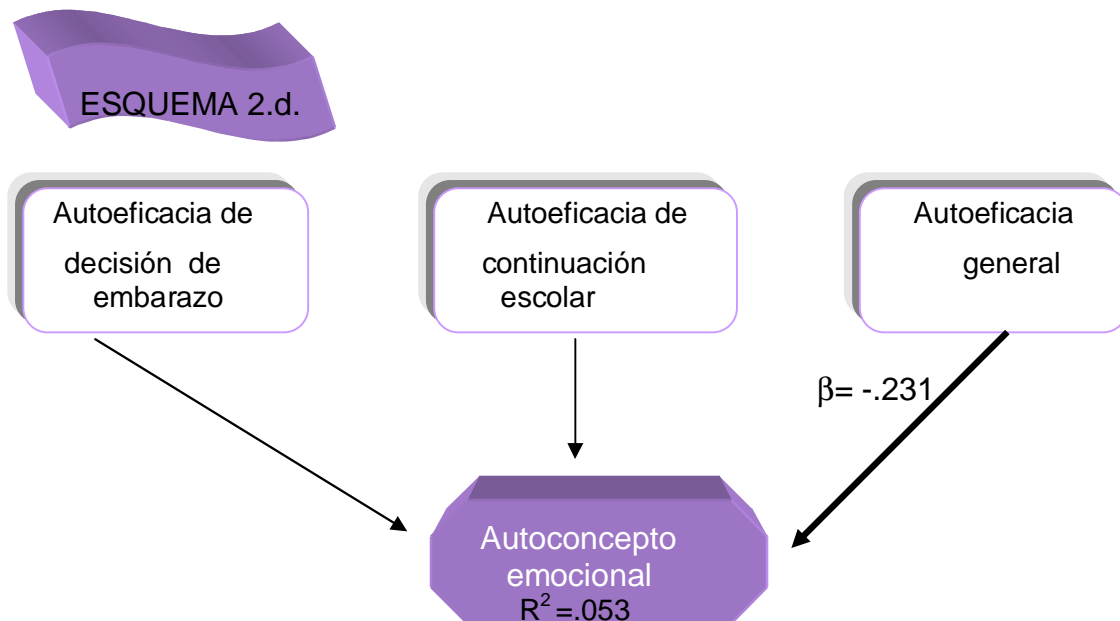 ESQUEMA 2.d.
Autoeficacia de
decisión de
embarazo
Autoeficacia de
continuación
escolar
Autoeficacia
general
β= -.231
Autoconcepto
emocional
R² =.053